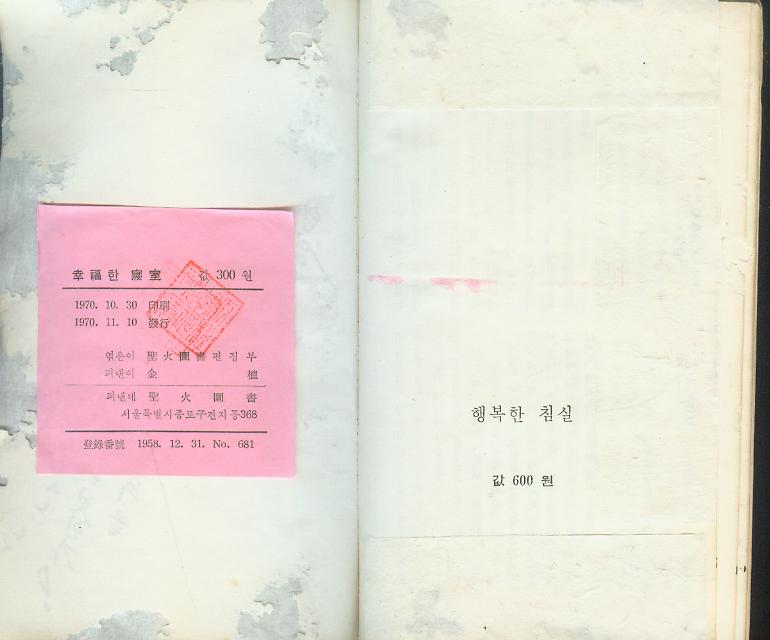 幸福한 寢室 값 300 원
1970. 10. 30 印刷
1970. 11. 10 發行
엮은이 聖火圖書편집부
펴낸이 金 植
펴낸데 聖火圖書
서울특별시종로구견지동368
登錄番號 1958. 12. 31. No. 681
행복한 침실
값 600 원